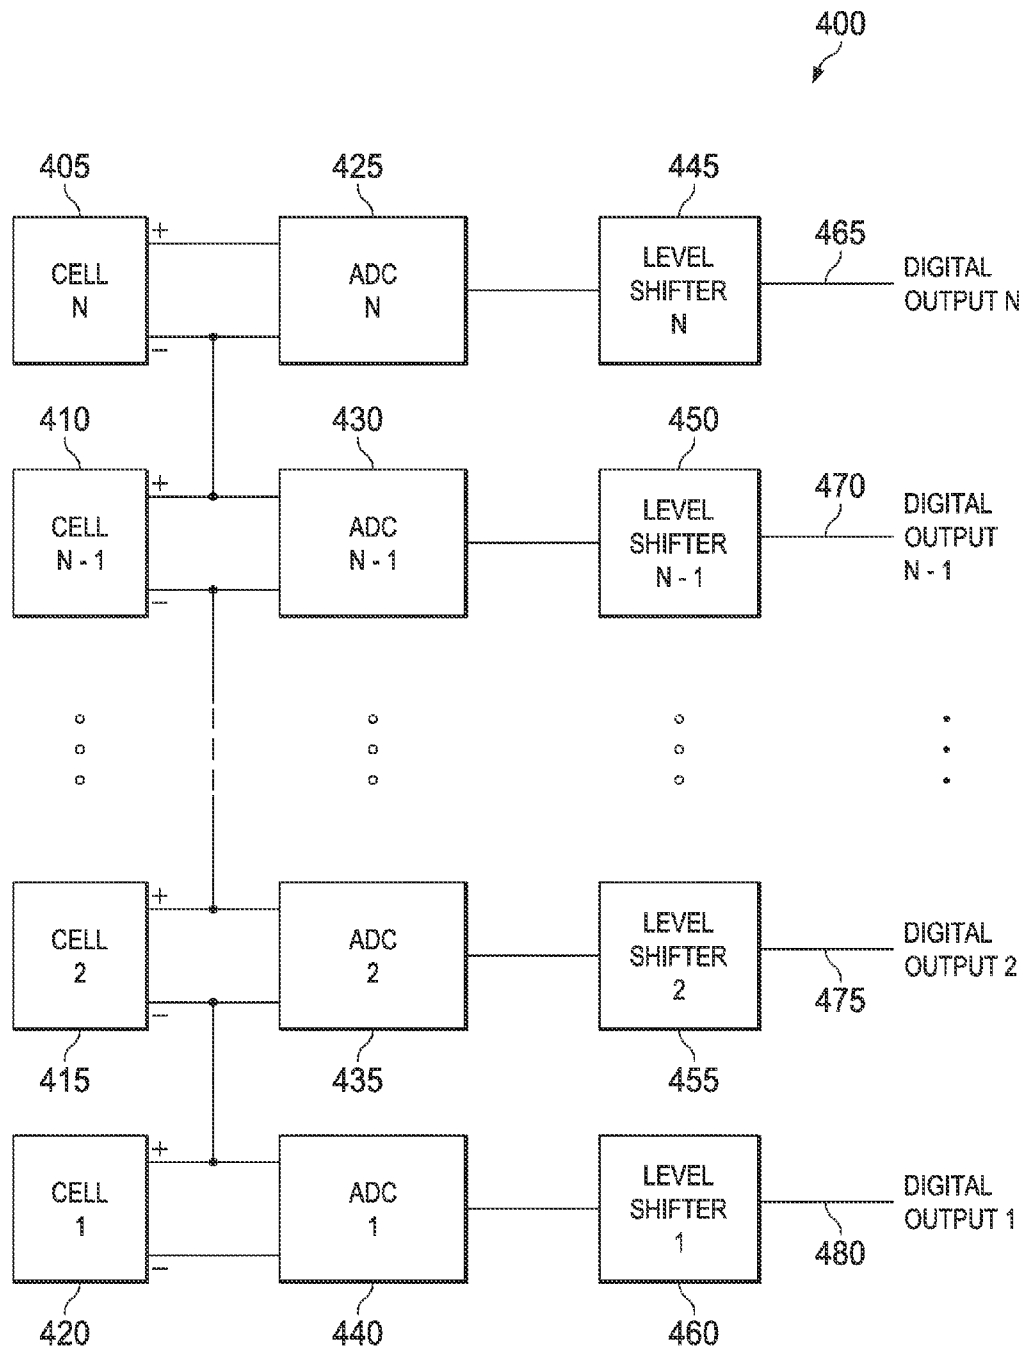 400
405
425
445
CELL
N
+
−
ADC
N
LEVEL
SHIFTER
N
465
DIGITAL
OUTPUT N
410
430
450
CELL
N - 1
+
−
ADC
N - 1
LEVEL
SHIFTER
N - 1
470
DIGITAL
OUTPUT
N - 1
CELL
2
+
−
ADC
2
LEVEL
SHIFTER
2
475
DIGITAL
OUTPUT 2
415
435
455
CELL
1
+
−
ADC
1
LEVEL
SHIFTER
1
480
DIGITAL
OUTPUT 1
420
440
460